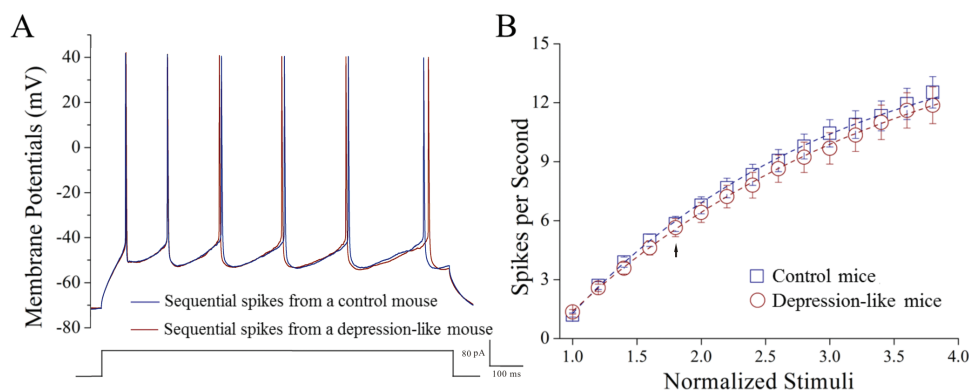 A
Membrane Potentials (mV)
40
20
0
-20
-40
-60
-80
Sequential spikes from a control mouse
Sequential spikes from a depression-like mouse
80 pA
100 ms
B
Spikes per Second
15
12
9
6
3
0
Control mice
Depression-like mice
1.0 1.5 2.0 2.5 3.0 3.5 4.0
Normalized Stimuli